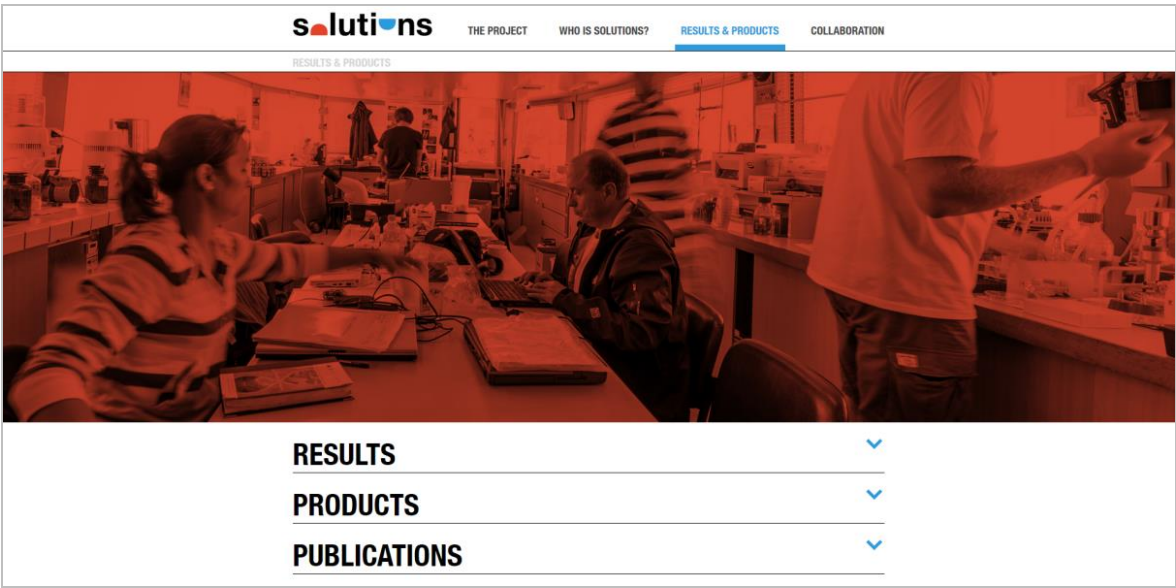 solutions
THE PROJECT WHO IS SOLUTIONS? RESULTS & PRODUCTS COLLABORATION
RESULTS & PRODUCTS
RESULTS
PRODUCTS
PUBLICATIONS